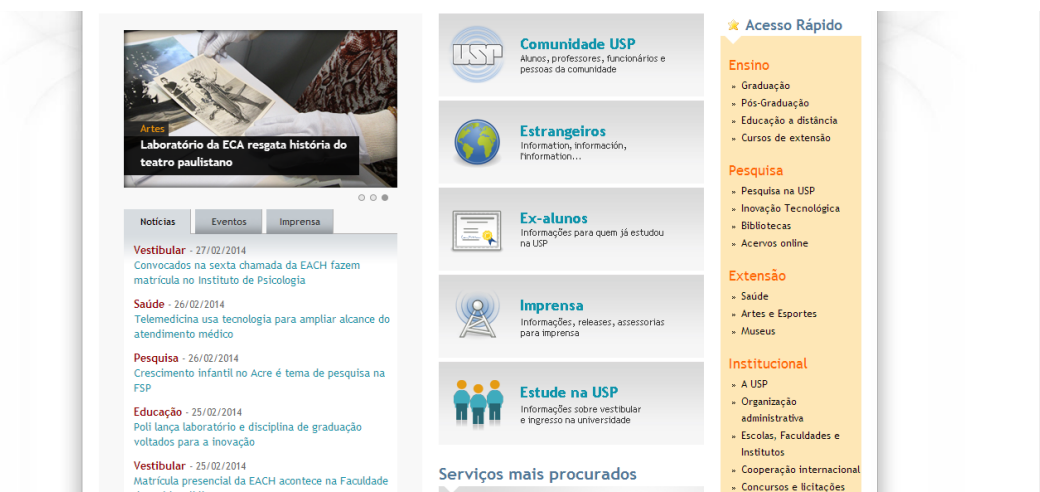 Artes
Laboratório da ECA resgata história do
teatro paulistano
Notícias
Eventos
Imprensa
Vestibular - 27/02/2014
Convocados na sexta chamada da EACH fazem
matrícula no Instituto de Psicologia
Saúde - 26/02/2014
Telemedicina usa tecnologia para ampliar alcance do
atendimento médico
Pesquisa - 26/02/2014
Crescimento infantil no Acre é tema de pesquisa na
FSP
Educação - 25/02/2014
Poli lança laboratório e disciplina de graduação
voltados para a inovação
Vestibular - 25/02/2014
Matrícula presencial da EACH acontece na Faculdade
USP
Comunidade USP
Alunos, professores, funcionários e
pessoas da comunidade
Estrangeiros
Information, información,
l'information...
Ex-alunos
Informações para quem já estudou
na USP
Imprensa
Informações, releases, assessorias
para imprensa
Estude na USP
Informações sobre vestibular
e ingresso na universidade
Serviços mais procurados
Acesso Rápido
Ensino
» Graduação
» Pós-Graduação
» Educação a distância
» Cursos de extensão
Pesquisa
» Pesquisa na USP
» Inovação Tecnológica
» Bibliotecas
» Acervos online
Extensão
» Saúde
» Artes e Esportes
» Museus
Institucional
» A USP
» Organização
administrativa
» Escolas, Faculdades e
Institutos
» Cooperação internacional
» Concursos e licitações